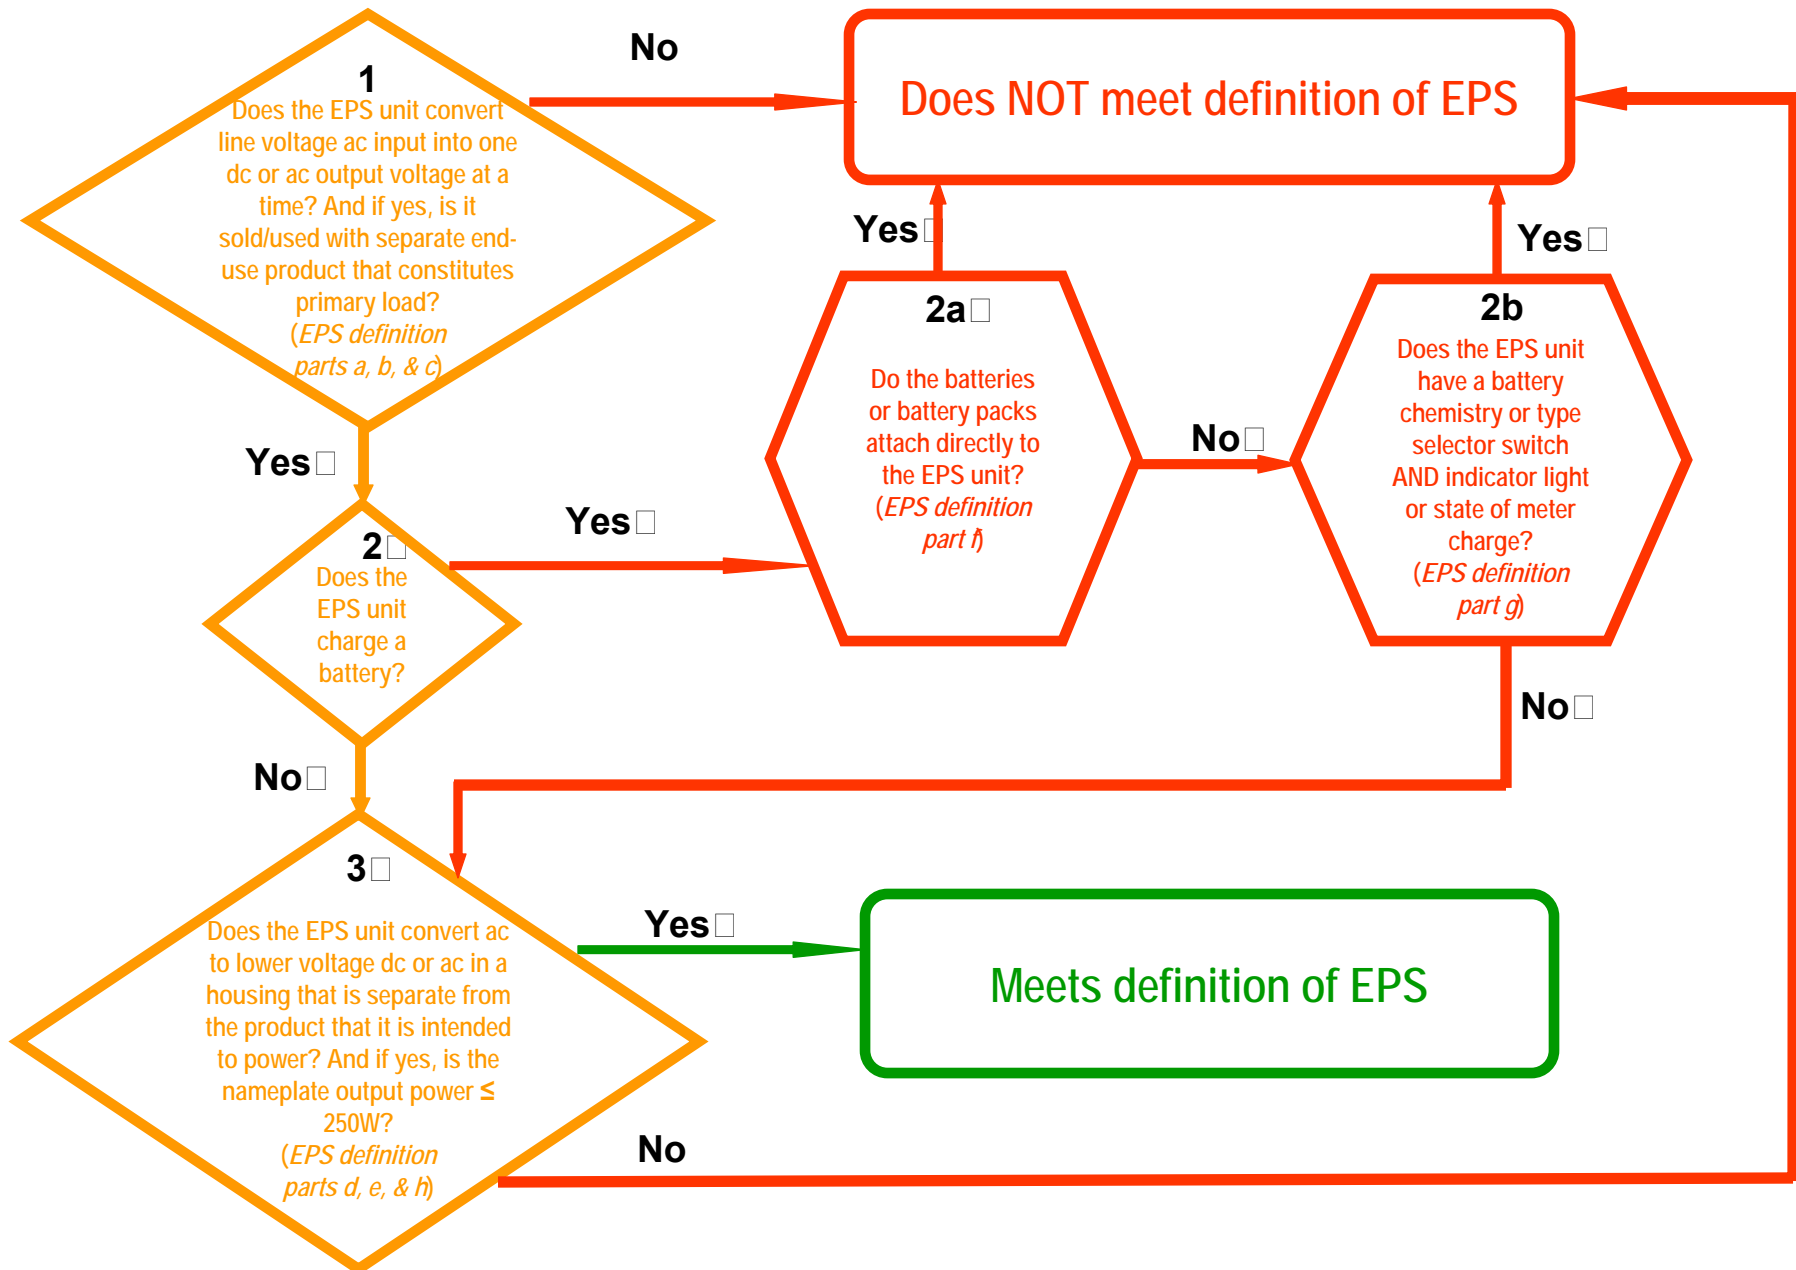 1
Does the EPS unit convert
line voltage ac input into one
dc or ac output voltage at a
time? And if yes, is it
sold/used with separate end-
use product that constitutes
primary load?
(EPS definition
parts a, b, & c)
No
Does NOT meet definition of EPS
Yes
2
Does the
EPS unit
charge a
battery?
Yes
2a
Do the batteries
or battery packs
attach directly to
the EPS unit?
(EPS definition
part f)
Yes
No
2b
Does the EPS unit
have a battery
chemistry or type
selector switch
AND indicator light
or state of meter
charge?
(EPS definition
part g)
Yes
No
No
3
Does the EPS unit convert ac
to lower voltage dc or ac in a
housing that is separate from
the product that it is intended
to power? And if yes, is the
nameplate output power ≤
250W?
(EPS definition
parts d, e, & h)
Yes
Meets definition of EPS
No